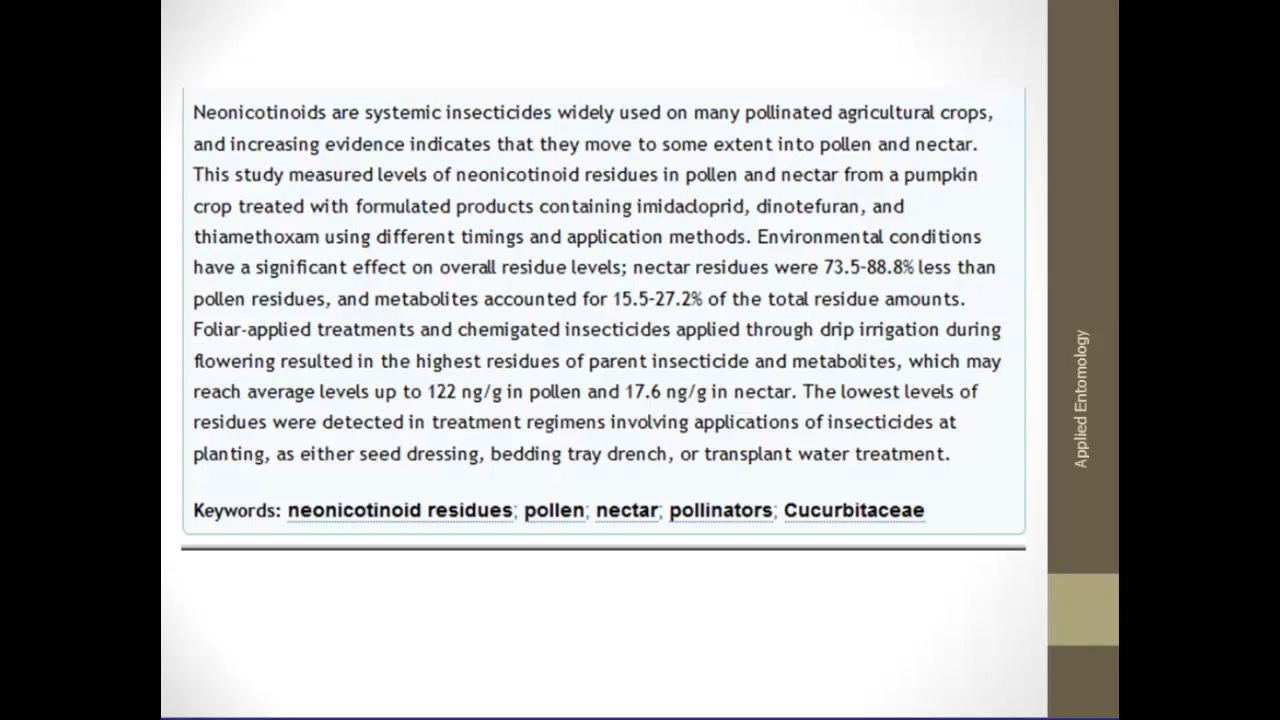 Neonicotinoids are systemic insecticides widely used on many pollinated agricultural crops,
and increasing evidence indicates that they move to some extent into pollen and nectar.
This study measured levels of neonicotinoid residues in pollen and nectar from a pumpkin
crop treated with formulated products containing imidacloprid, dinotefuran, and
thiamethoxam using different timings and application methods. Environmental conditions
have a significant effect on overall residue levels; nectar residues were 73.5-88.8% less than
pollen residues, and metabolites accounted for 15.5-27.2% of the total residue amounts.
Foliar-applied treatments and chemigated insecticides applied through drip irrigation during
flowering resulted in the highest residues of parent insecticide and metabolites, which may
reach average levels up to 122 ng/g in pollen and 17.6 ng/g in nectar. The lowest levels of
residues were detected in treatment regimens involving applications of insecticides at
planting, as either seed dressing, bedding tray drench, or transplant water treatment.
Keywords: neonicotinoid residues; pollen; nectar; pollinators; Cucurbitaceae
Applied Entomology